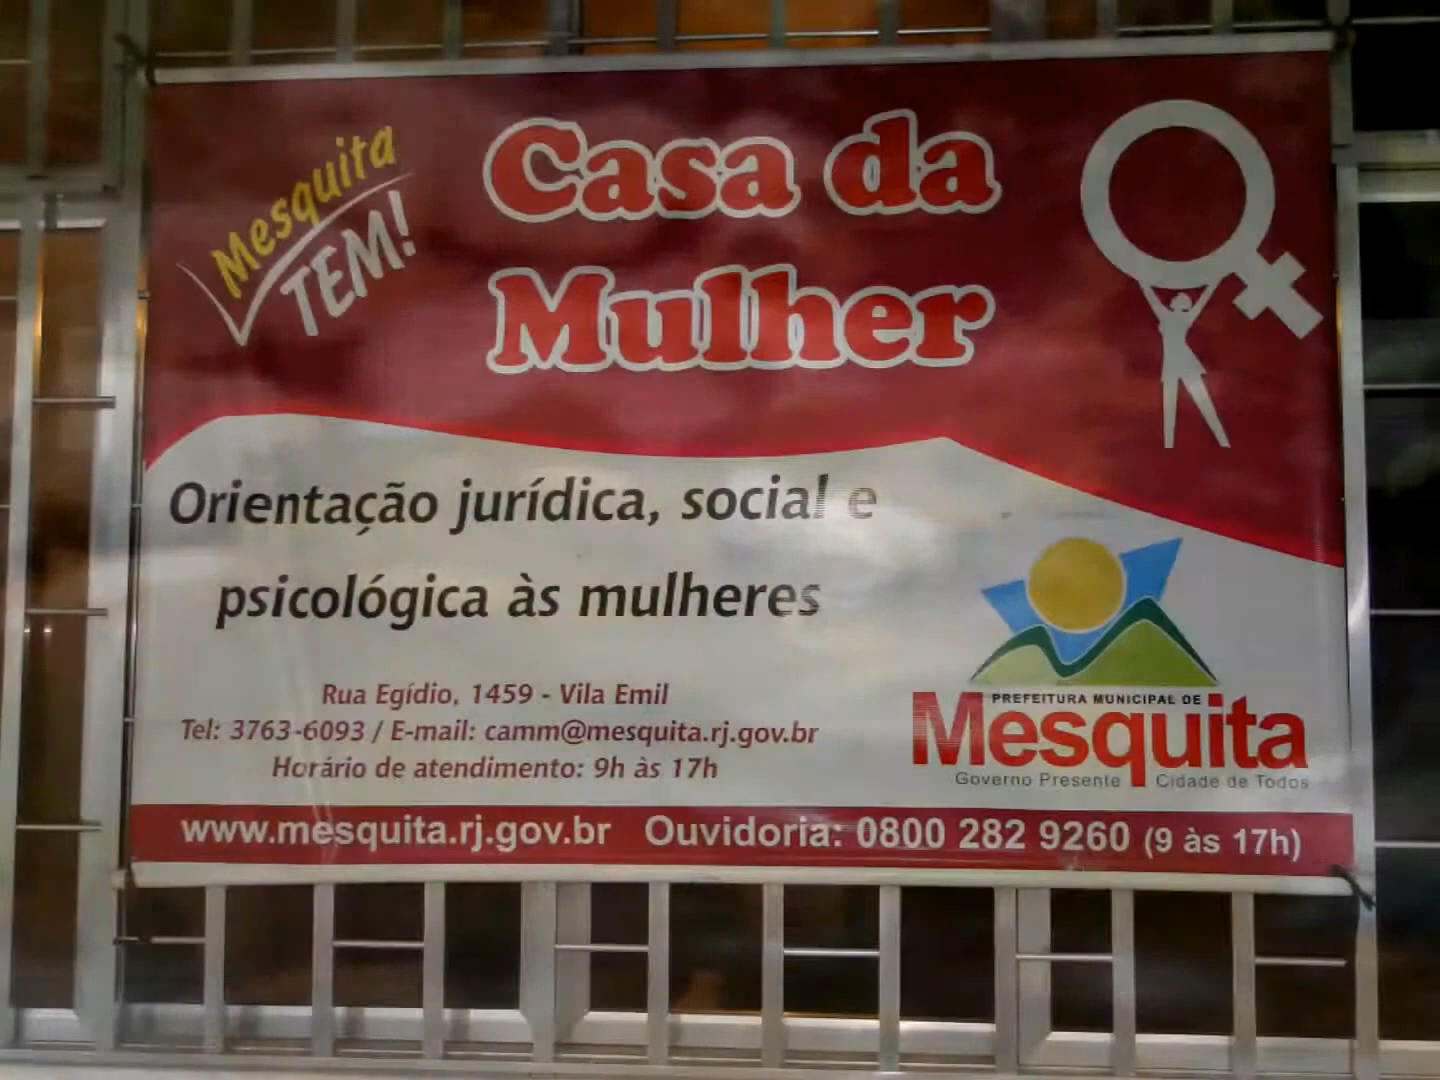 Mesquita
TEM!
Casa da
Mulher
Orientação jurídica, social e
psicológica às mulheres
Rua Egídio, 1459 - Vila Emil
Tel: 3763-6093 / E-mail: camm@mesquita.rj.gov.br
Horário de atendimento: 9h às 17h
PREFEITURA MUNICIPAL DE
Mesquita
Governo Presente Cidade de Todos
www.mesquita.rj.gov.br Ouvidoria: 0800 282 9260 (9 às 17h)